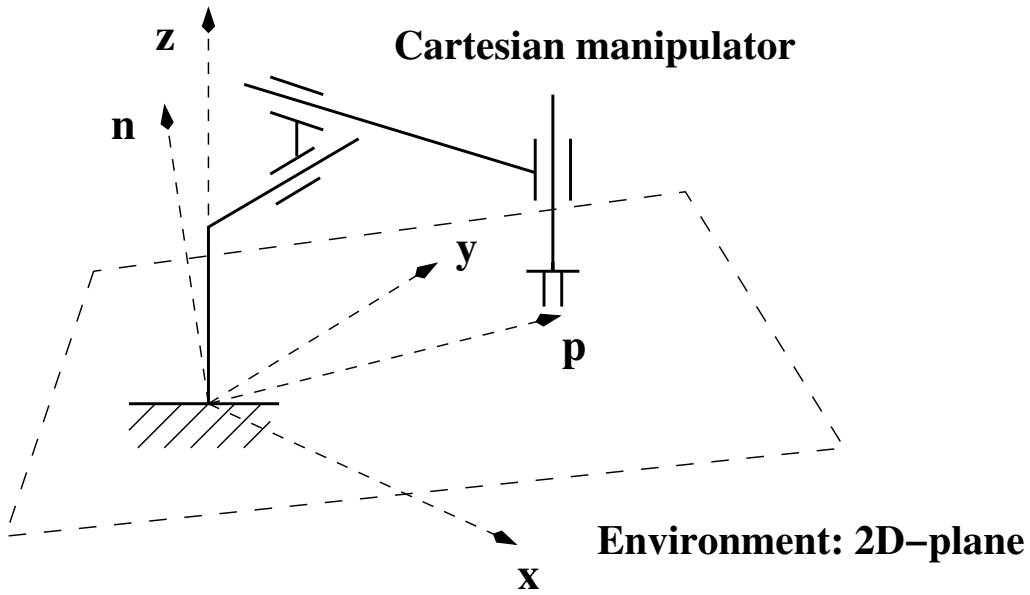 z
Cartesian manipulator
n
y
p
Environment: 2D−plane
x